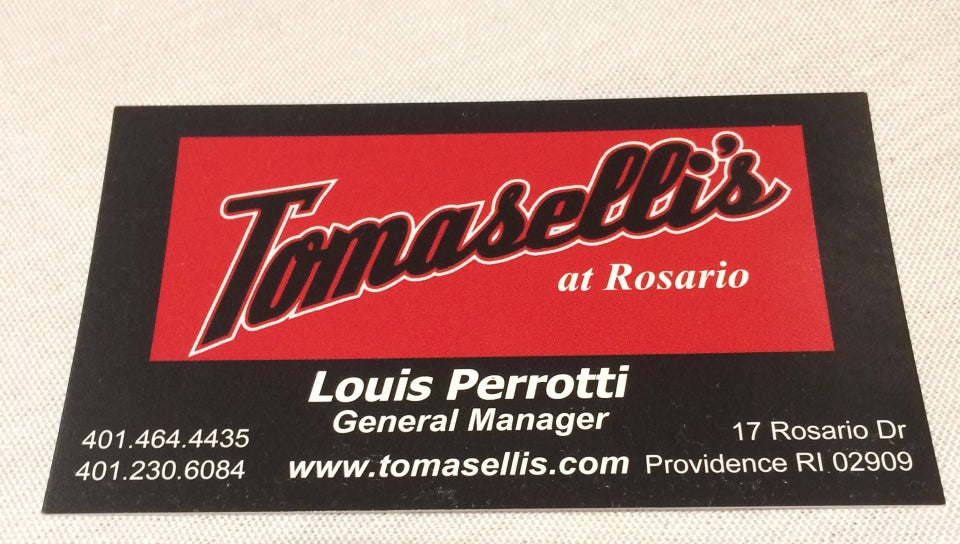 Tomaselli's
at Rosario
Louis Perrotti
General Manager
401.464.4435
401.230.6084
www.tomasellis.com
17 Rosario Dr
Providence RI 02909